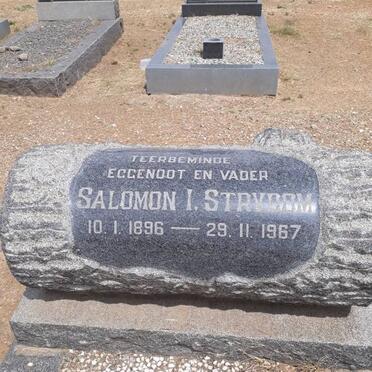 TEERBEMINDE
EGGENOOT EN VADER
SALOMON I. STRYDOM
10. 1. 1896 — 29. 11. 1967